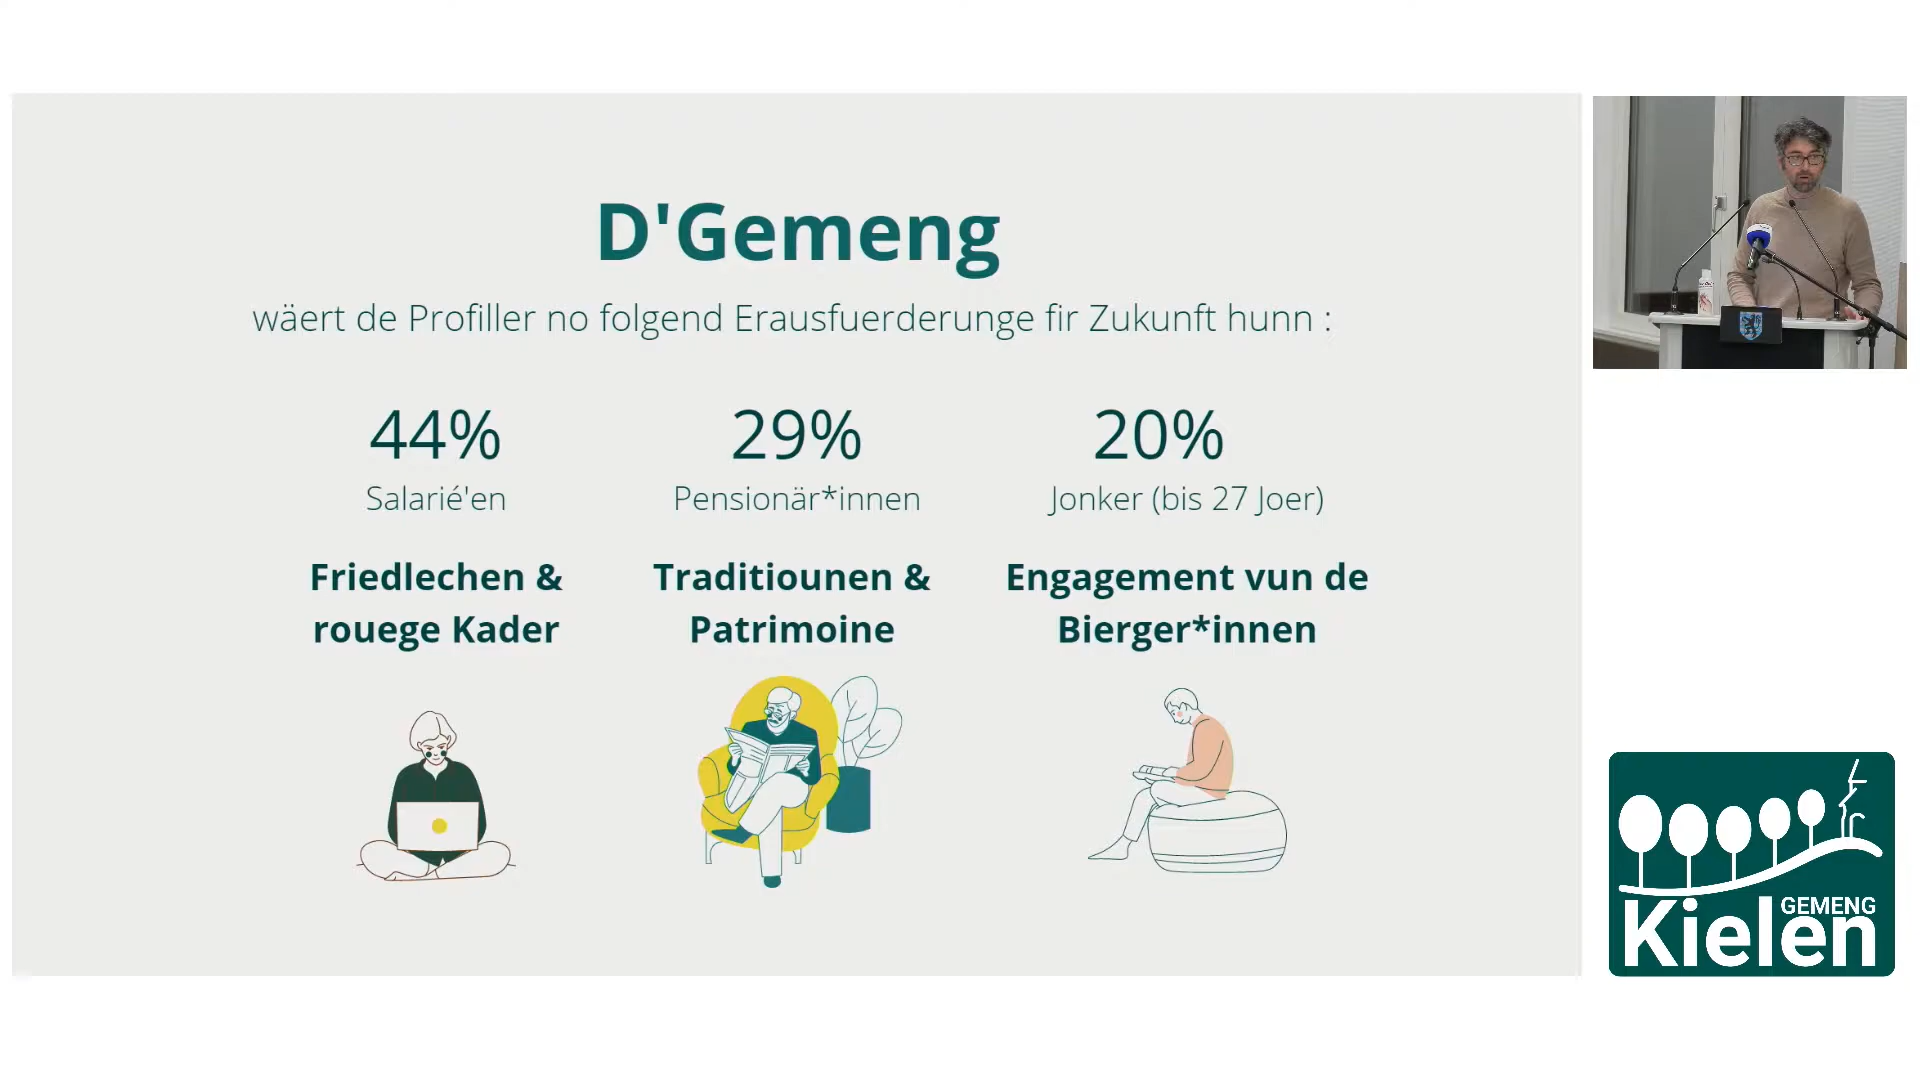 D'Gemeng
wäert de Profiller no folgend Erausfuerderunge fir Zukunft hunn :
44%
Salarié'en
Friedlechen &
rouege Kader
29%
Pensionär*innen
Traditiounen &
Patrimoine
20%
Jonker (bis 27 Joer)
Engagement vun de
Bierger*innen
GEMENG
Kielen